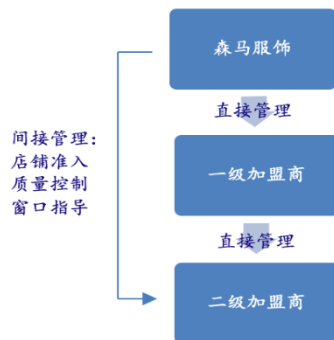 森马服饰
直接管理
间接管理：
店铺准入
质量控制
窗口指导
一级加盟商
直接管理
二级加盟商